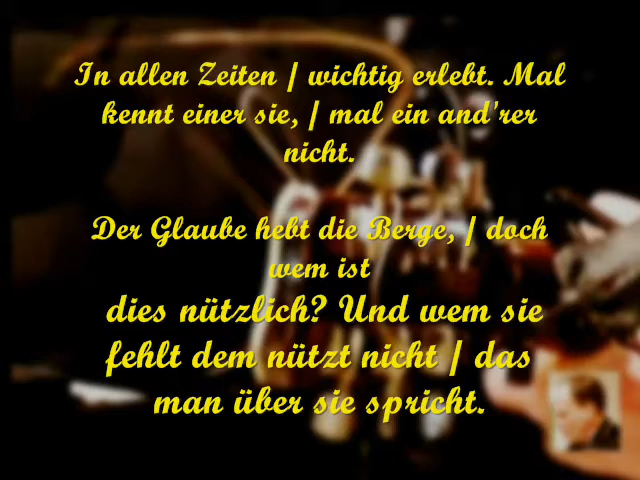 In allen Zeiten / wichtig erlebt. Mal
kennt einer sie, / mal ein and'rer
nicht.
Der Glaube hebt die Berge, / doch
wem ist
dies nützlich? Und wem sie
fehlt dem nützt nicht / das
man über sie spricht.